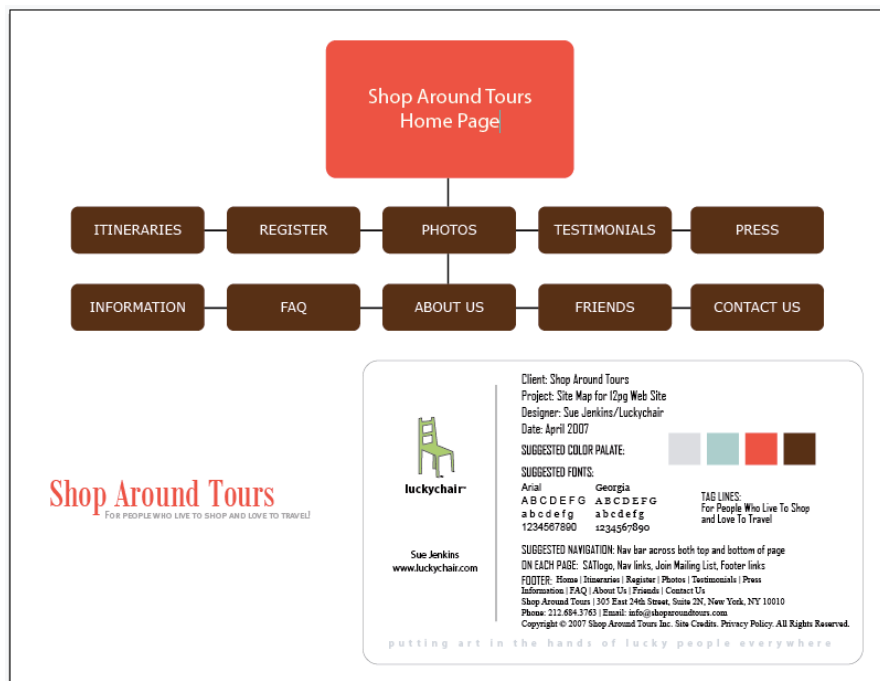 Shop Around Tours
Home Page
ITINERARIES
REGISTER
PHOTOS
TESTIMONIALS
PRESS
INFORMATION
FAQ
ABOUT US
FRIENDS
CONTACT US
Shop Around Tours
FOR PEOPLE WHO LIVE TO SHOP AND LOVE TO TRAVEL!
luckychair™
Sue Jenkins
www.luckychair.com
Client: Shop Around Tours
Project: Site Map for 12pg Web Site
Designer: Sue Jenkins/Luckychair
Date: April 2007
SUGGESTED COLOR PALATE:
SUGGESTED FONTS:
Arial
A B C D E F G
a b c d e f g
1234567890
Georgia
A B C D E F G
a b c d e f g
1234567890
TAG LINES:
For People Who Live To Shop
and Love To Travel
SUGGESTED NAVIGATION: Nav bar across both top and bottom of page
ON EACH PAGE: SATlogo, Nav links, Join Mailing List, Footer links
FOOTER: Home | Itineraries | Register | Photos | Testimonials | Press
Information | FAQ | About Us | Friends | Contact Us
Shop Around Tours | 305 East 24th Street, Suite 2N, New York, NY 10010
Phone: 212.684.3763 | Email: info@shoparoundtours.com
Copyright © 2007 Shop Around Tours Inc. Site Credits. Privacy Policy. All Rights Reserved.
putting art in the hands of lucky people everywhere